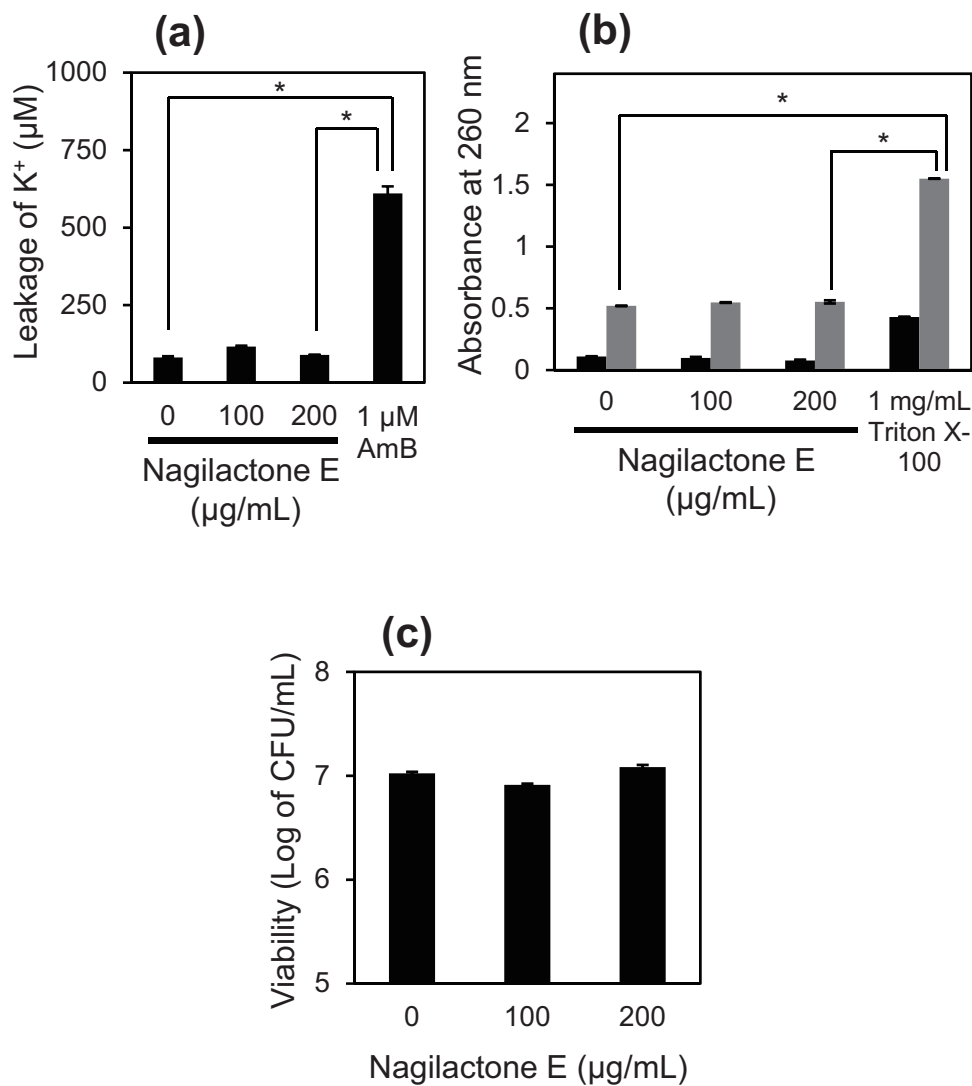 (a)
Leakage of K⁺ (µM)
1000
750
500
250
0
*
*
0 100 200 1 µM
AmB
Nagilactone E
(µg/mL)
(b)
Absorbance at 260 nm
2
1.5
1
0.5
0
*
*
0 100 200 1 mg/mL
Triton X-
100
Nagilactone E
(µg/mL)
(c)
Viability (Log of CFU/mL)
8
7
6
5
0 100 200
Nagilactone E (µg/mL)